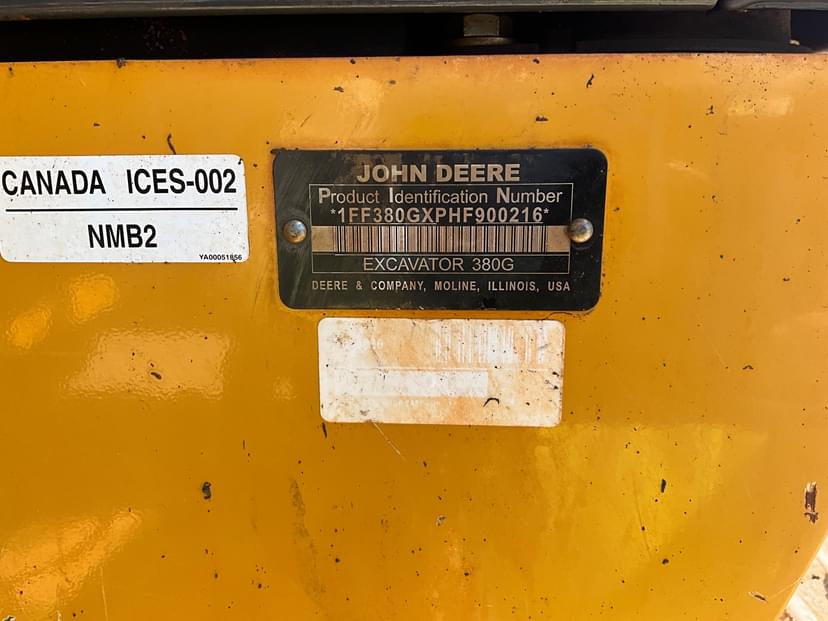 CANADA ICES-002
NMB2
YA00051856
JOHN DEERE
Product Identification Number
*1FF380GXPHF900216*
EXCAVATOR 380G
DEERE & COMPANY, MOLINE, ILLINOIS, USA